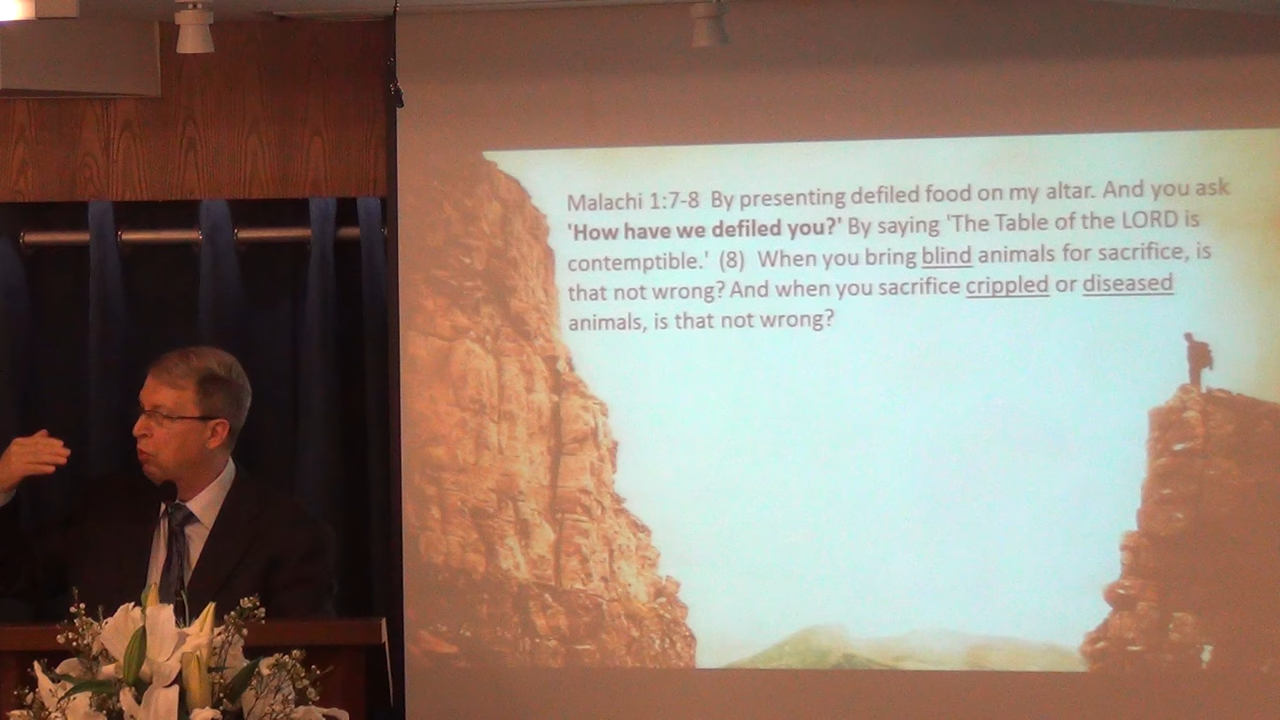 Malachi 1:7-8 By presenting defiled food on my altar. And you ask
'How have we defiled you?' By saying 'The Table of the LORD is
contemptible.' (8) When you bring blind animals for sacrifice, is
that not wrong? And when you sacrifice crippled or diseased
animals, is that not wrong?